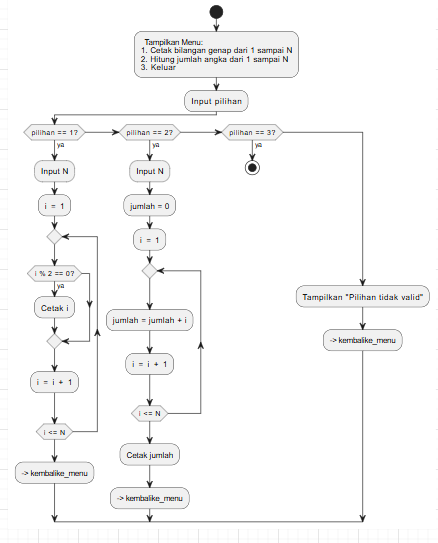 Tampilkan Menu:
1. Cetak bilangan genap dari 1 sampai N
2. Hitung jumlah angka dari 1 sampai N
3. Keluar
Input pilihan
pilihan == 1?
pilihan == 2?
pilihan == 3?
ya
ya
ya
Input N
Input N
i = 1
jumlah = 0
i = 1
i % 2 == 0?
ya
Cetak i
Tampilkan "Pilihan tidak valid"
jumlah = jumlah + i
-> kembalike_menu
i = i + 1
i = i + 1
i <= N
i <= N
Cetak jumlah
-> kembalike_menu
-> kembalike_menu